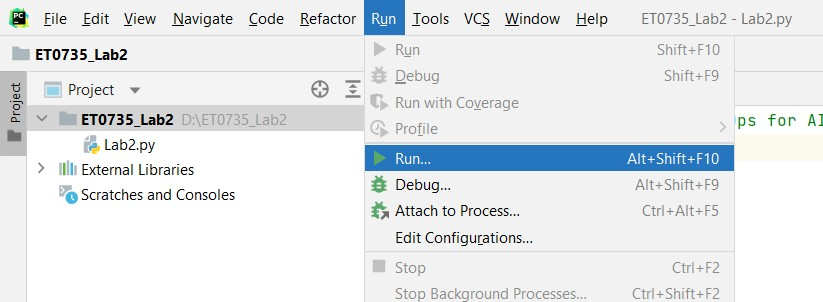 PC File Edit View Navigate Code Refactor Run Tools VCS Window Help ET0735_Lab2 - Lab2.py
ET0735_Lab2
Project
Project
ET0735_Lab2 D:\ET0735_Lab2
Lab2.py
External Libraries
Scratches and Consoles
Run Shift+F10
Debug Shift+F9
Run with Coverage
Profile
Run... Alt+Shift+F10
Debug... Alt+Shift+F9
Attach to Process... Ctrl+Alt+F5
Edit Configurations...
Stop Ctrl+F2
Stop Background Processes... Ctrl+Shift+F2
ps for AI